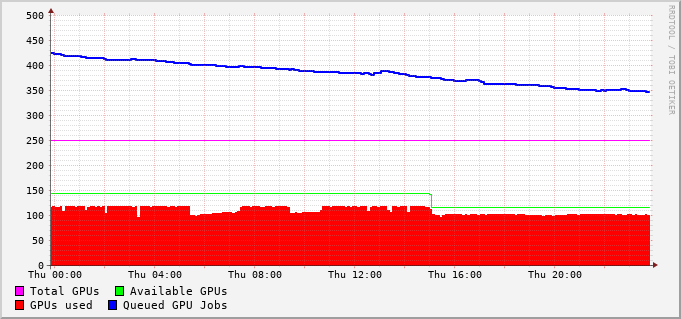 500
450
400
350
300
250
200
150
100
50
0
Thu 00:00 Thu 04:00 Thu 08:00 Thu 12:00 Thu 16:00 Thu 20:00
Total GPUs Available GPUs
GPUs used Queued GPU Jobs
RRDTOOL / TOBI OETIKER